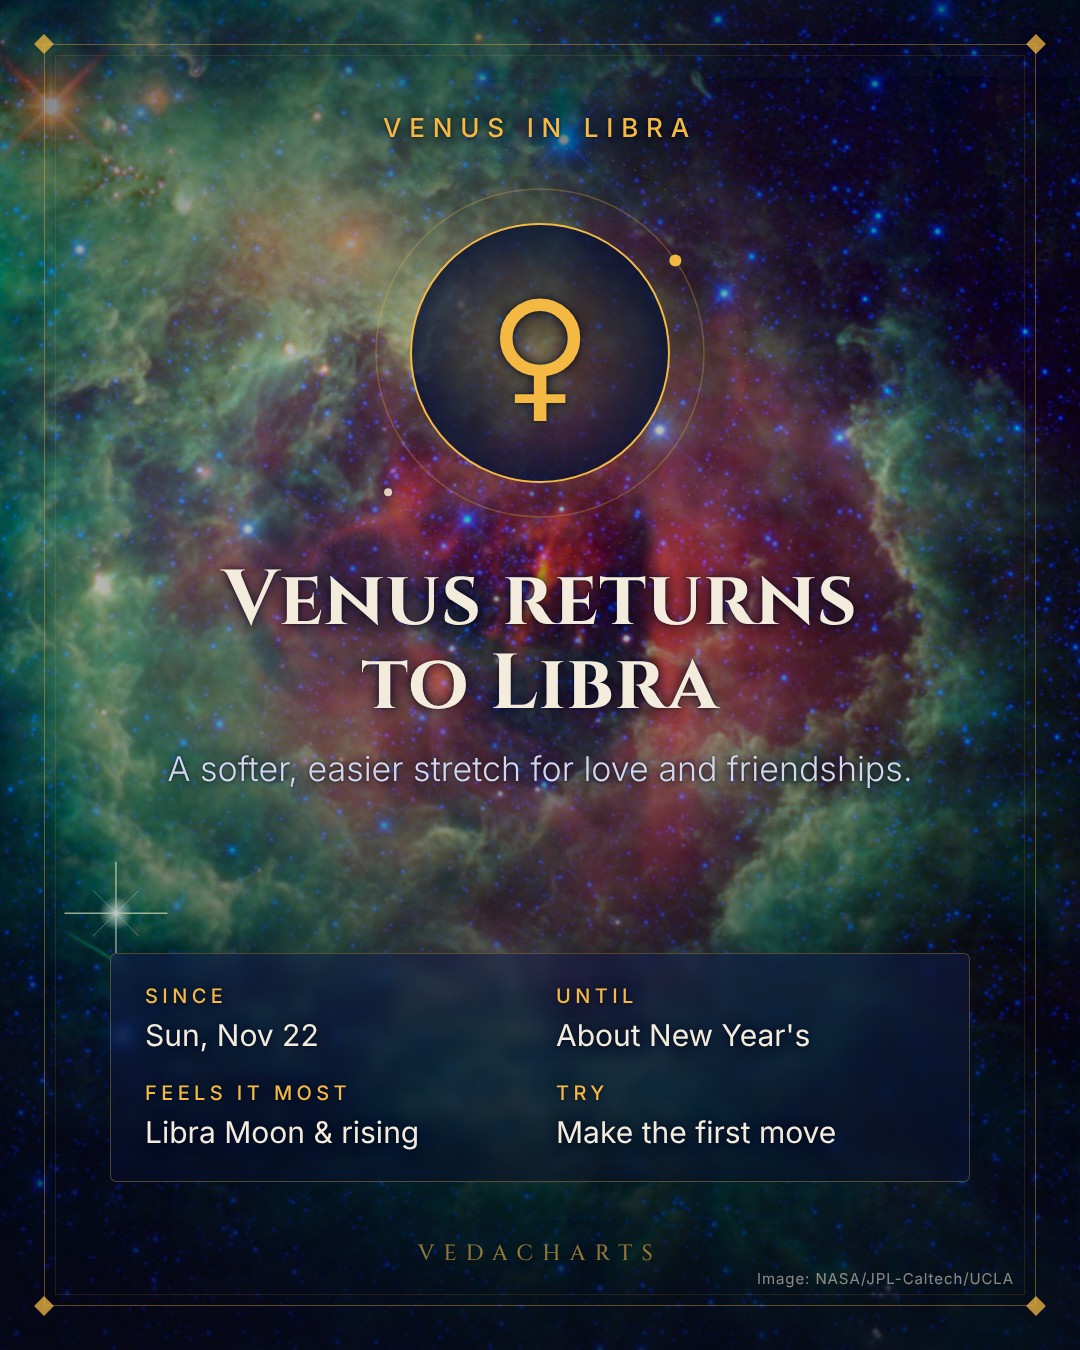 VENUS IN LIBRA
VENUS RETURNS
TO LIBRA
A softer, easier stretch for love and friendships.
SINCE
Sun, Nov 22
UNTIL
About New Year's
FEELS IT MOST
Libra Moon & rising
TRY
Make the first move
VEDACHARTS
Image: NASA/JPL-Caltech/UCLA